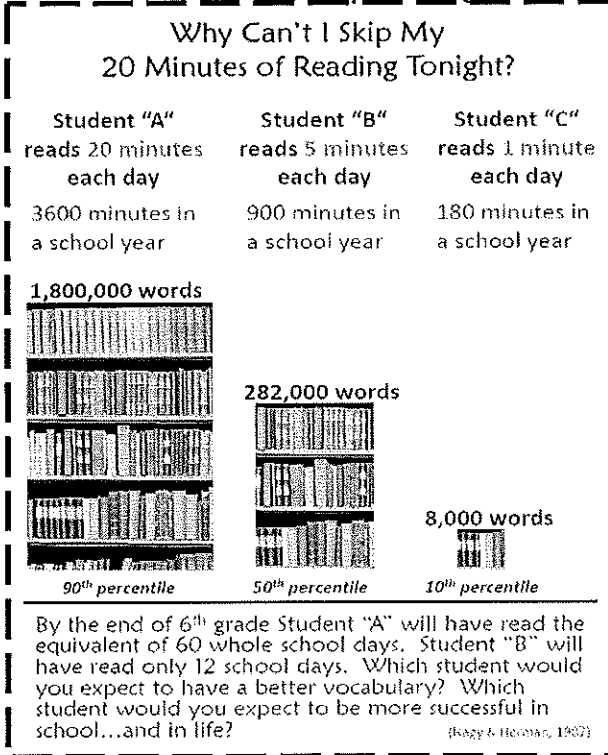 Why Can't I Skip My
20 Minutes of Reading Tonight?
Student "A"
reads 20 minutes
each day
3600 minutes in
a school year
1,800,000 words
90th percentile
Student "B"
reads 5 minutes
each day
900 minutes in
a school year
282,000 words
50th percentile
Student "C"
reads 1 minute
each day
180 minutes in
a school year
8,000 words
10th percentile
By the end of 6th grade Student "A" will have read the
equivalent of 60 whole school days. Student "B" will
have read only 12 school days. Which student would
you expect to have a better vocabulary? Which
student would you expect to be more successful in
school...and in life?